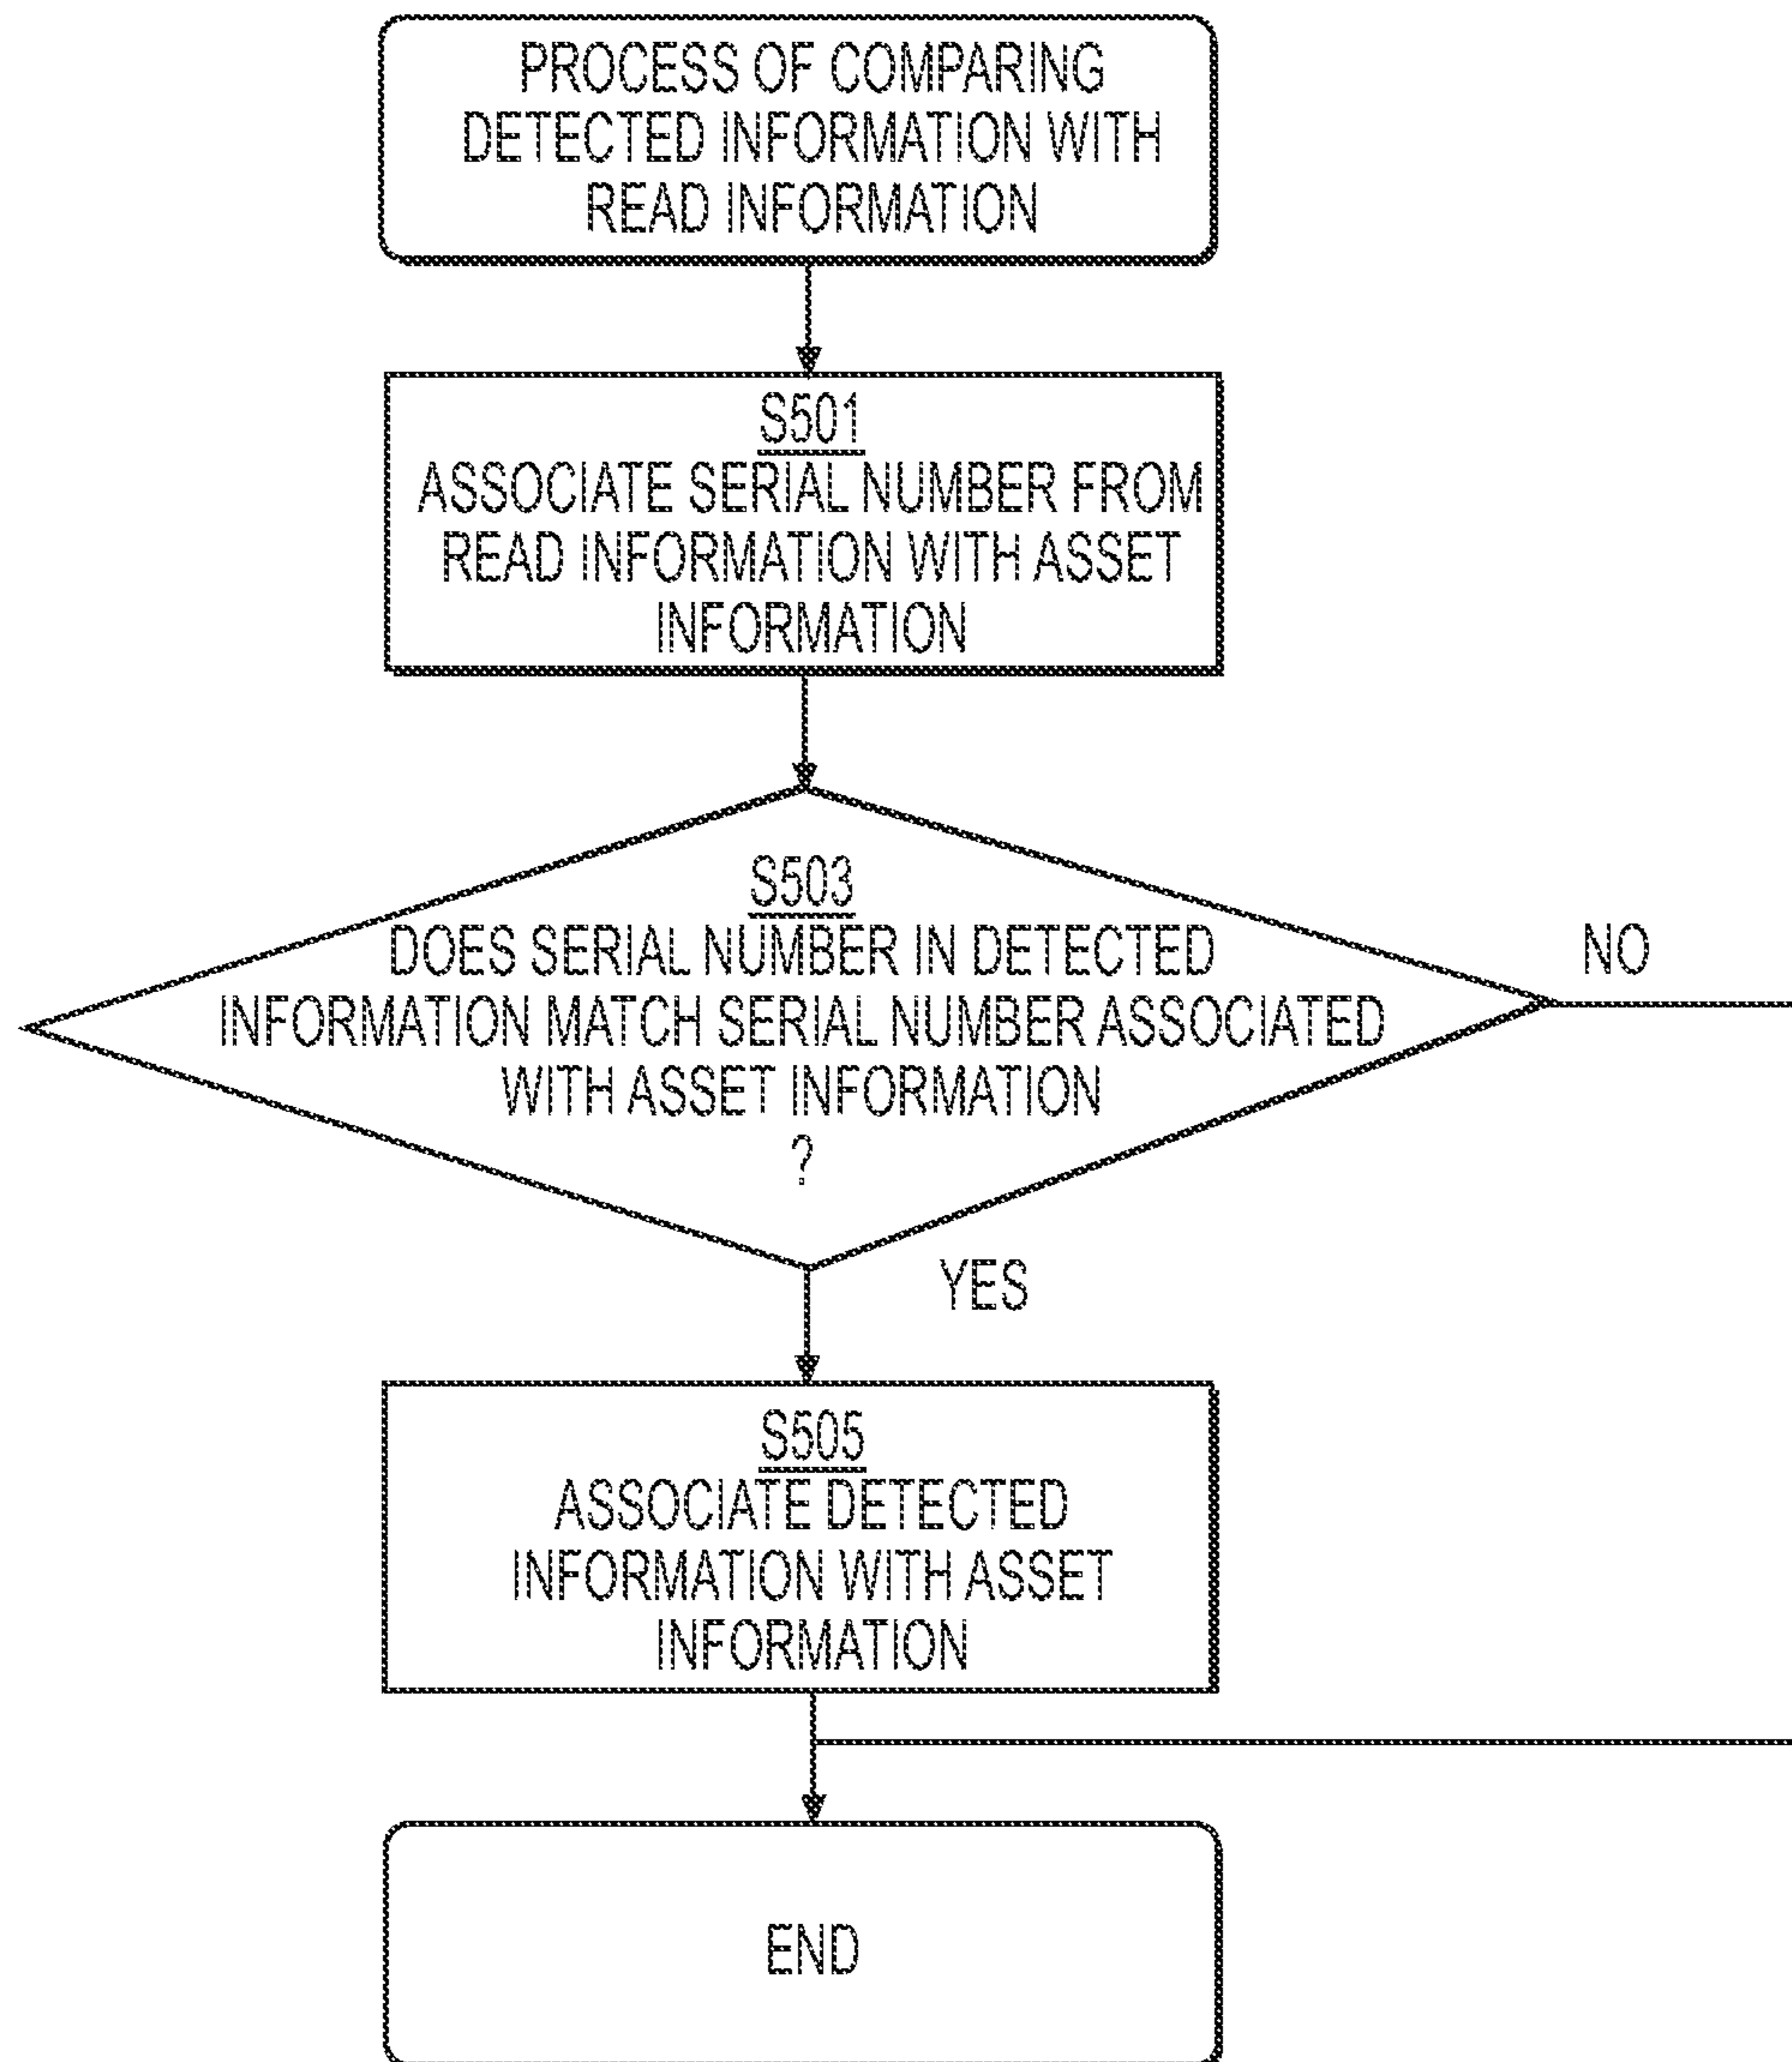 PROCESS OF COMPARING
DETECTED INFORMATION WITH
READ INFORMATION
S501
ASSOCIATE SERIAL NUMBER FROM
READ INFORMATION WITH ASSET
INFORMATION
S503
DOES SERIAL NUMBER IN DETECTED
INFORMATION MATCH SERIAL NUMBER ASSOCIATED
WITH ASSET INFORMATION
?
NO
YES
S505
ASSOCIATE DETECTED
INFORMATION WITH ASSET
INFORMATION
END